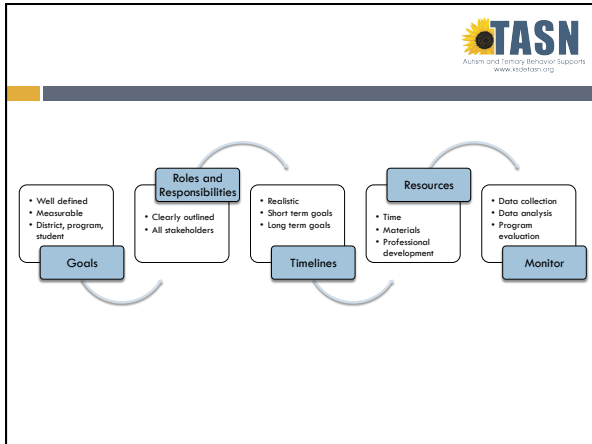 TASN
Autism and Tertiary Behavior Supports
www.ksdetasn.org
• Well defined
• Measurable
• District, program,
student
Goals
Roles and
Responsibilities
• Clearly outlined
• All stakeholders
• Realistic
• Short term goals
• Long term goals
Timelines
Resources
• Time
• Materials
• Professional
development
• Data collection
• Data analysis
• Program
evaluation
Monitor